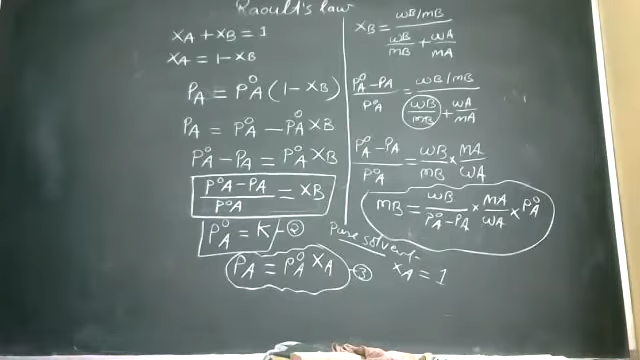 Raoult's law
xA + xB = 1
xA = 1 - xB
PA = P°A (1 - xB)
PA = P°A - P°A xB
P°A - PA = P°A xB
P°A - PA / P°A = xB
P°A = K - ②
PA = P°A XA - ③
xB = WB/MB / WB/MB + WA/MA
P°A - PA / P°A = WB/MB / WB/MB + WA/MA
P°A - PA / P°A = WB/MB × MA/WA
MB = WB / P°A - PA × MA/WA × P°A
Pure solvent
xA = 1